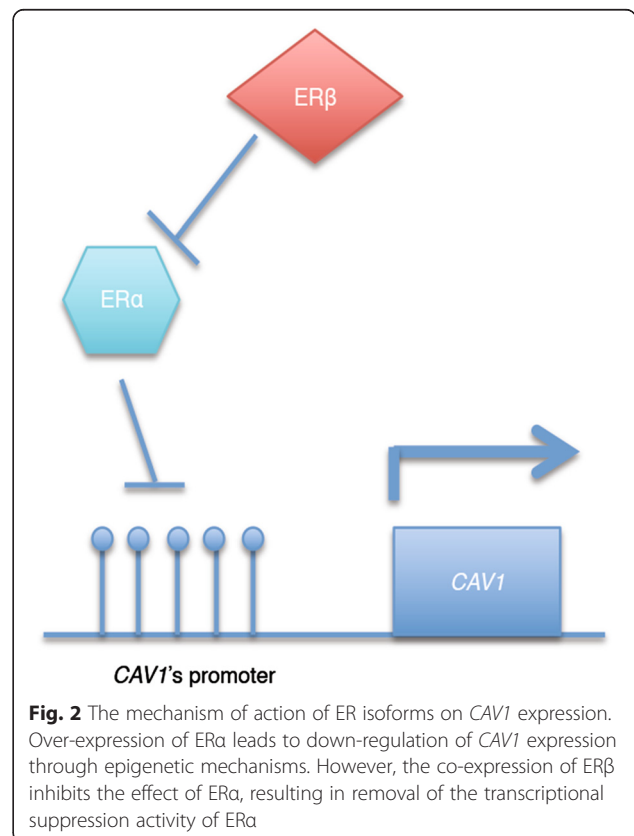 ERβ
ERα
CAV1
CAV1's promoter
Fig. 2 The mechanism of action of ER isoforms on CAV1 expression.
Over-expression of ERα leads to down-regulation of CAV1 expression
through epigenetic mechanisms. However, the co-expression of ERβ
inhibits the effect of ERα, resulting in removal of the transcriptional
suppression activity of ERα